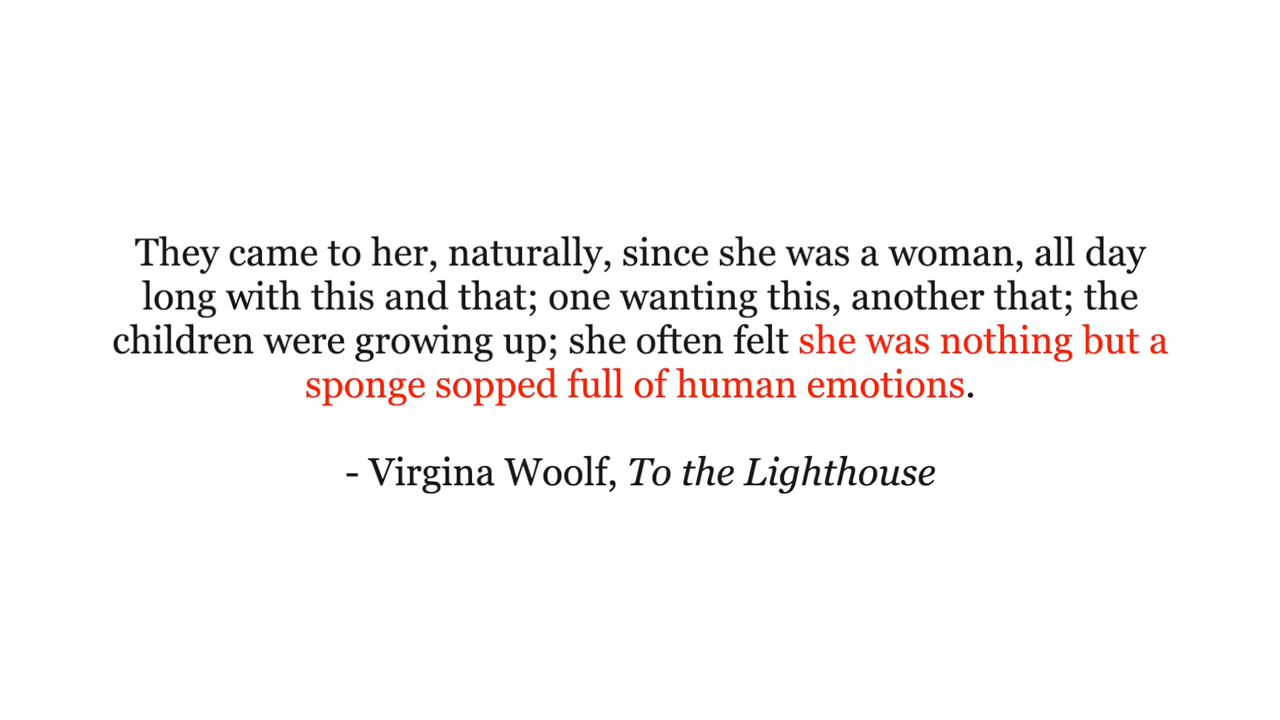 They came to her, naturally, since she was a woman, all day
long with this and that; one wanting this, another that; the
children were growing up; she often felt she was nothing but a
sponge sopped full of human emotions.
- Virgina Woolf, To the Lighthouse